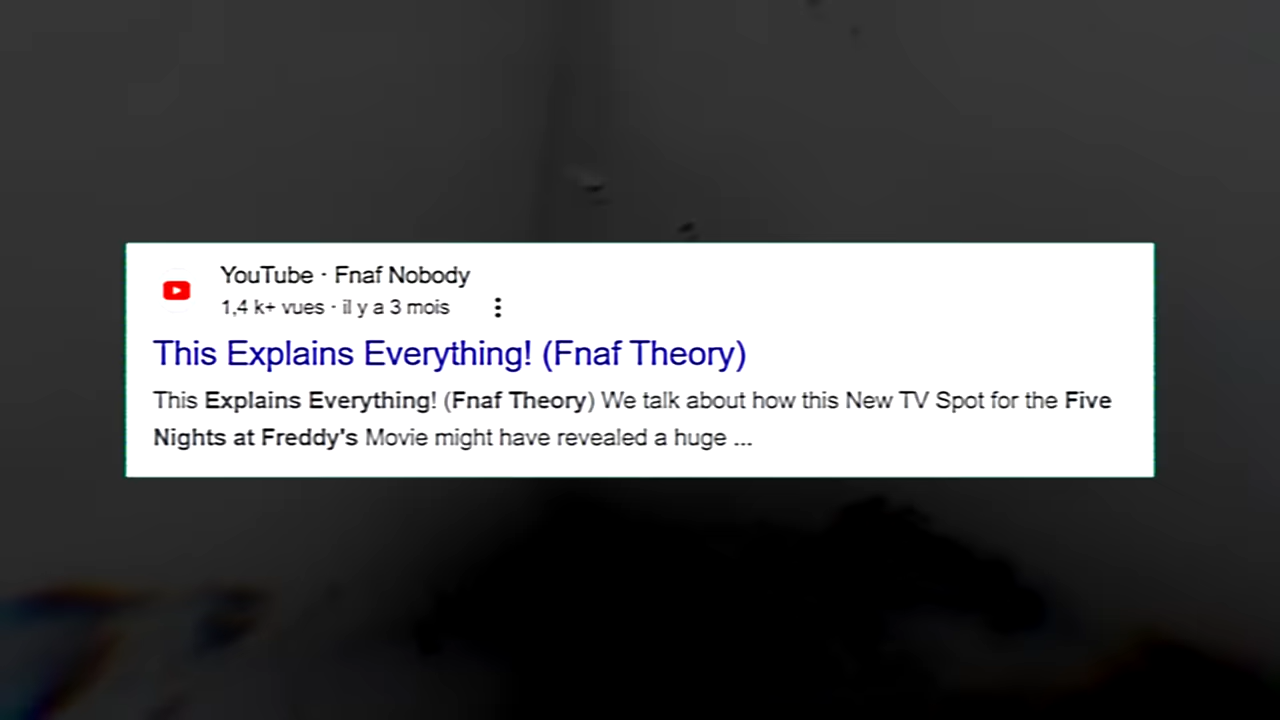 YouTube · Fnaf Nobody
1,4 k+ vues · il y a 3 mois
This Explains Everything! (Fnaf Theory)
This Explains Everything! (Fnaf Theory) We talk about how this New TV Spot for the Five
Nights at Freddy's Movie might have revealed a huge ...